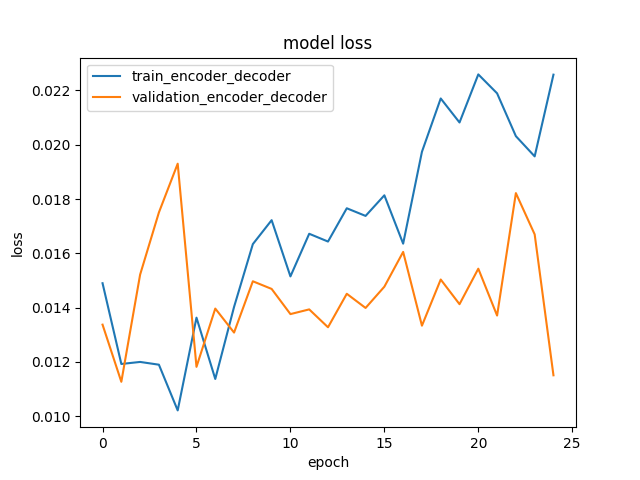 model loss
train_encoder_decoder
validation_encoder_decoder
0.022
0.020
0.018
0.016
0.014
0.012
0.010
loss
0 5 10 15 20 25
epoch